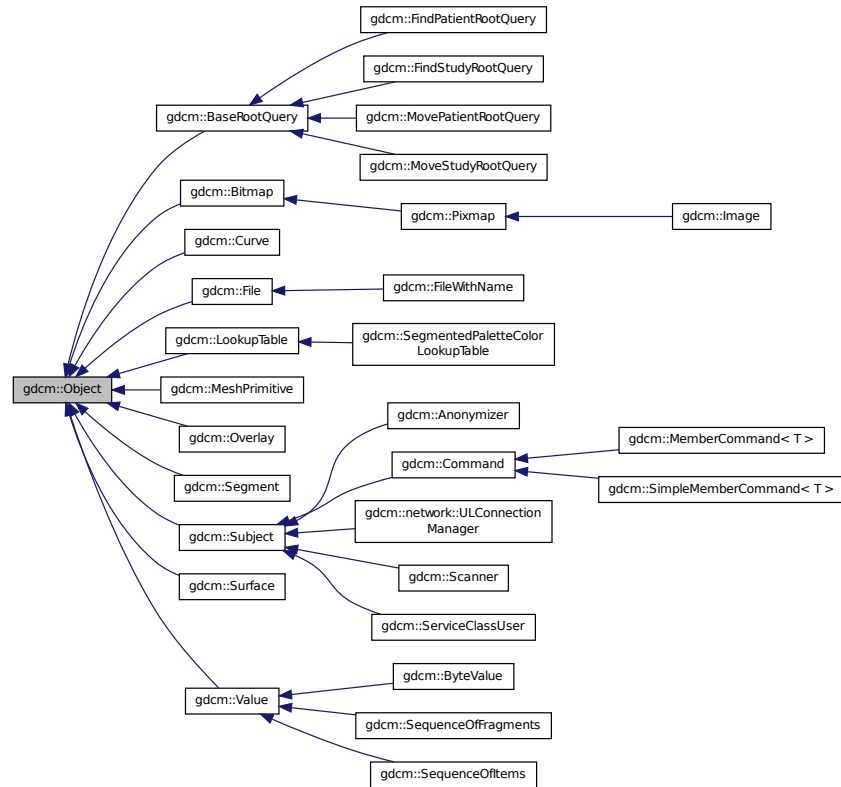 gdcm::FindPatientRootQuery
gdcm::FindStudyRootQuery
gdcm::BaseRootQuery
gdcm::MovePatientRootQuery
gdcm::MoveStudyRootQuery
gdcm::Bitmap
gdcm::Pixmap
gdcm::Image
gdcm::Curve
gdcm::File
gdcm::FileWithName
gdcm::LookupTable
gdcm::SegmentedPaletteColor
LookupTable
gdcm::Object
gdcm::MeshPrimitive
gdcm::Anonymizer
gdcm::Overlay
gdcm::MemberCommand< T >
gdcm::Command
gdcm::Segment
gdcm::SimpleMemberCommand< T >
gdcm::network::ULConnection
Manager
gdcm::Subject
gdcm::Scanner
gdcm::Surface
gdcm::ServiceClassUser
gdcm::ByteValue
gdcm::Value
gdcm::SequenceOfFragments
gdcm::SequenceOfItems